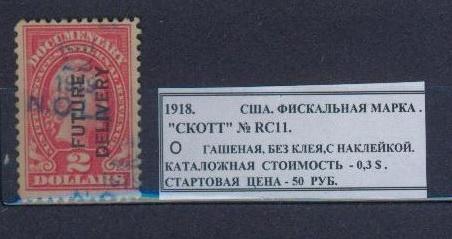 DOCUMENTARY
FUTURE
DELIVERY
2
DOLLARS
1918. США. ФИСКАЛЬНАЯ МАРКА .
"СКОТТ" № RC11.
О ГАШЕНАЯ, БЕЗ КЛЕЯ,С НАКЛЕЙКОЙ.
КАТАЛОЖНАЯ СТОИМОСТЬ - 0,3 $ .
СТАРТОВАЯ ЦЕНА - 50 РУБ.